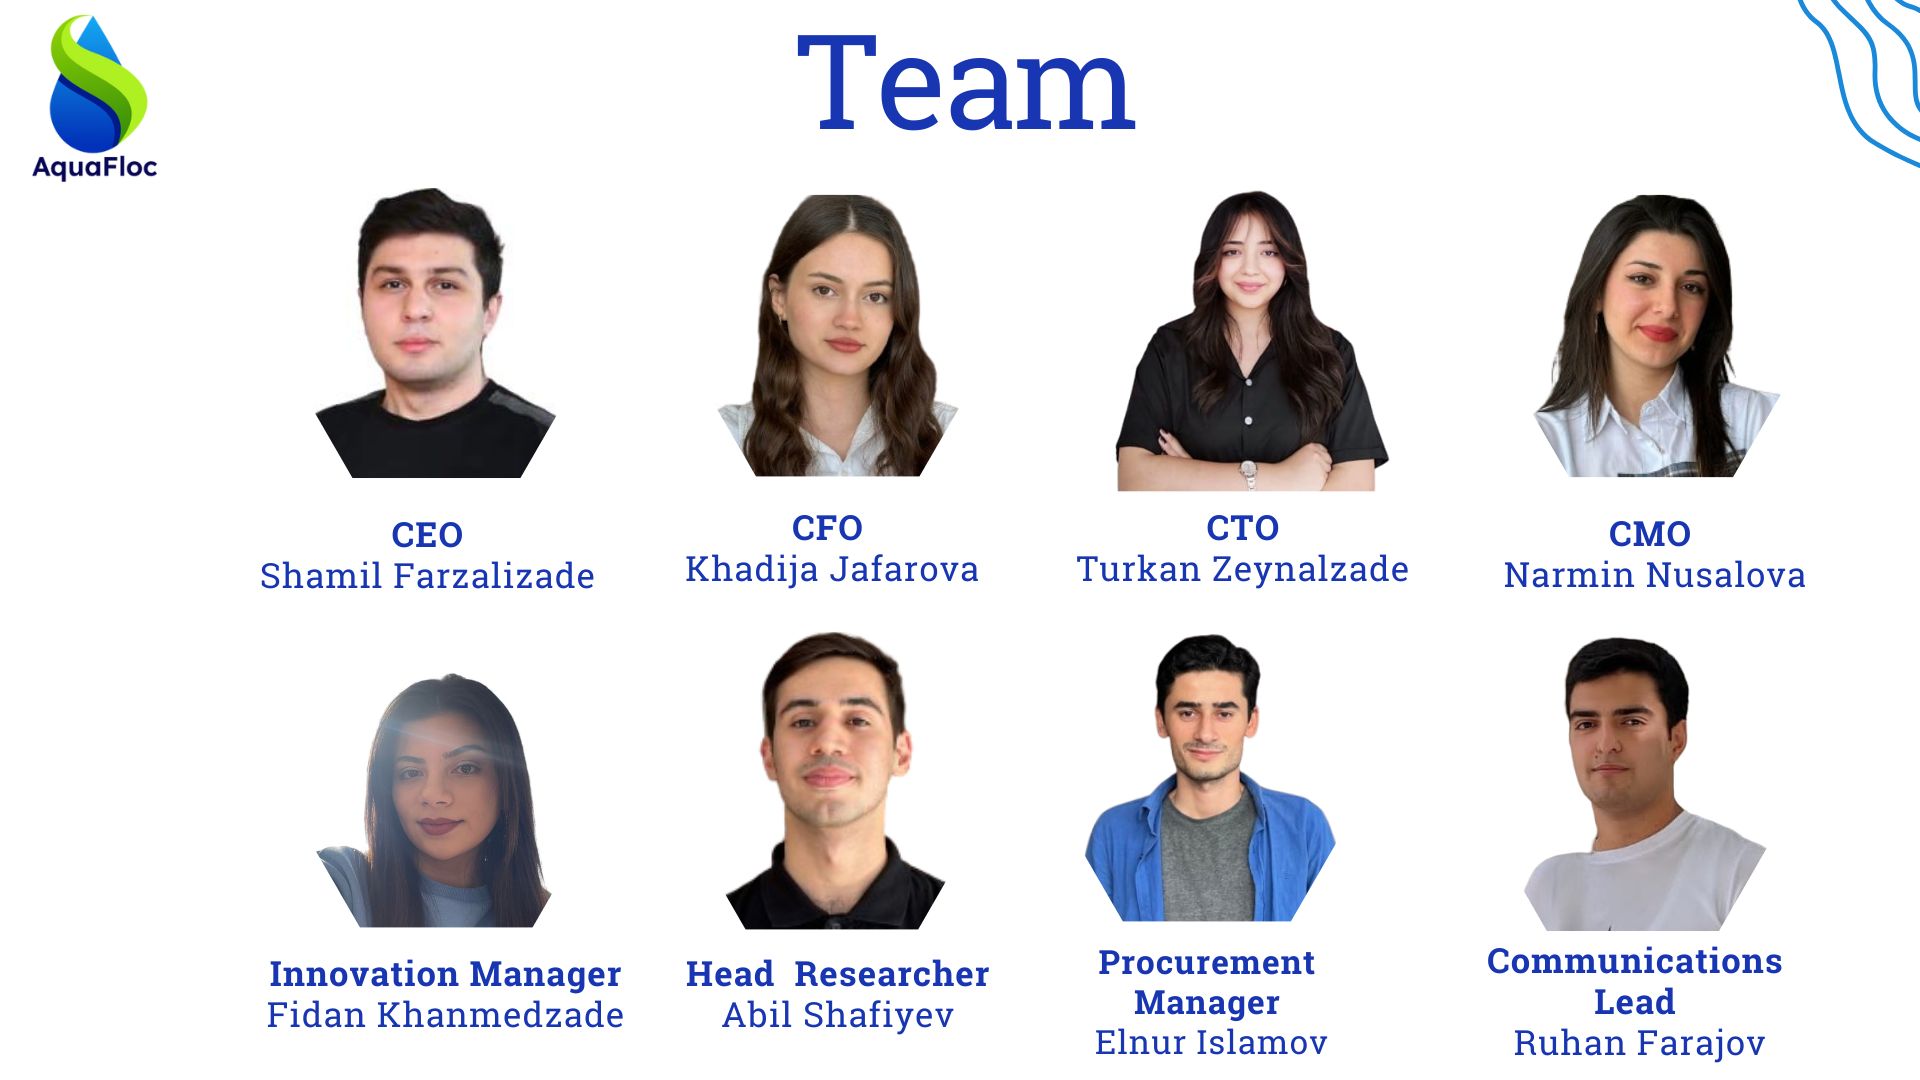 AquaFloc
Team
CEO
Shamil Farzalizade
CFO
Khadija Jafarova
CTO
Turkan Zeynalzade
CMO
Narmin Nusalova
Innovation Manager
Fidan Khanmedzade
Head  Researcher
Abil Shafiyev
Procurement
Manager
Elnur Islamov
Communications
Lead
Ruhan Farajov